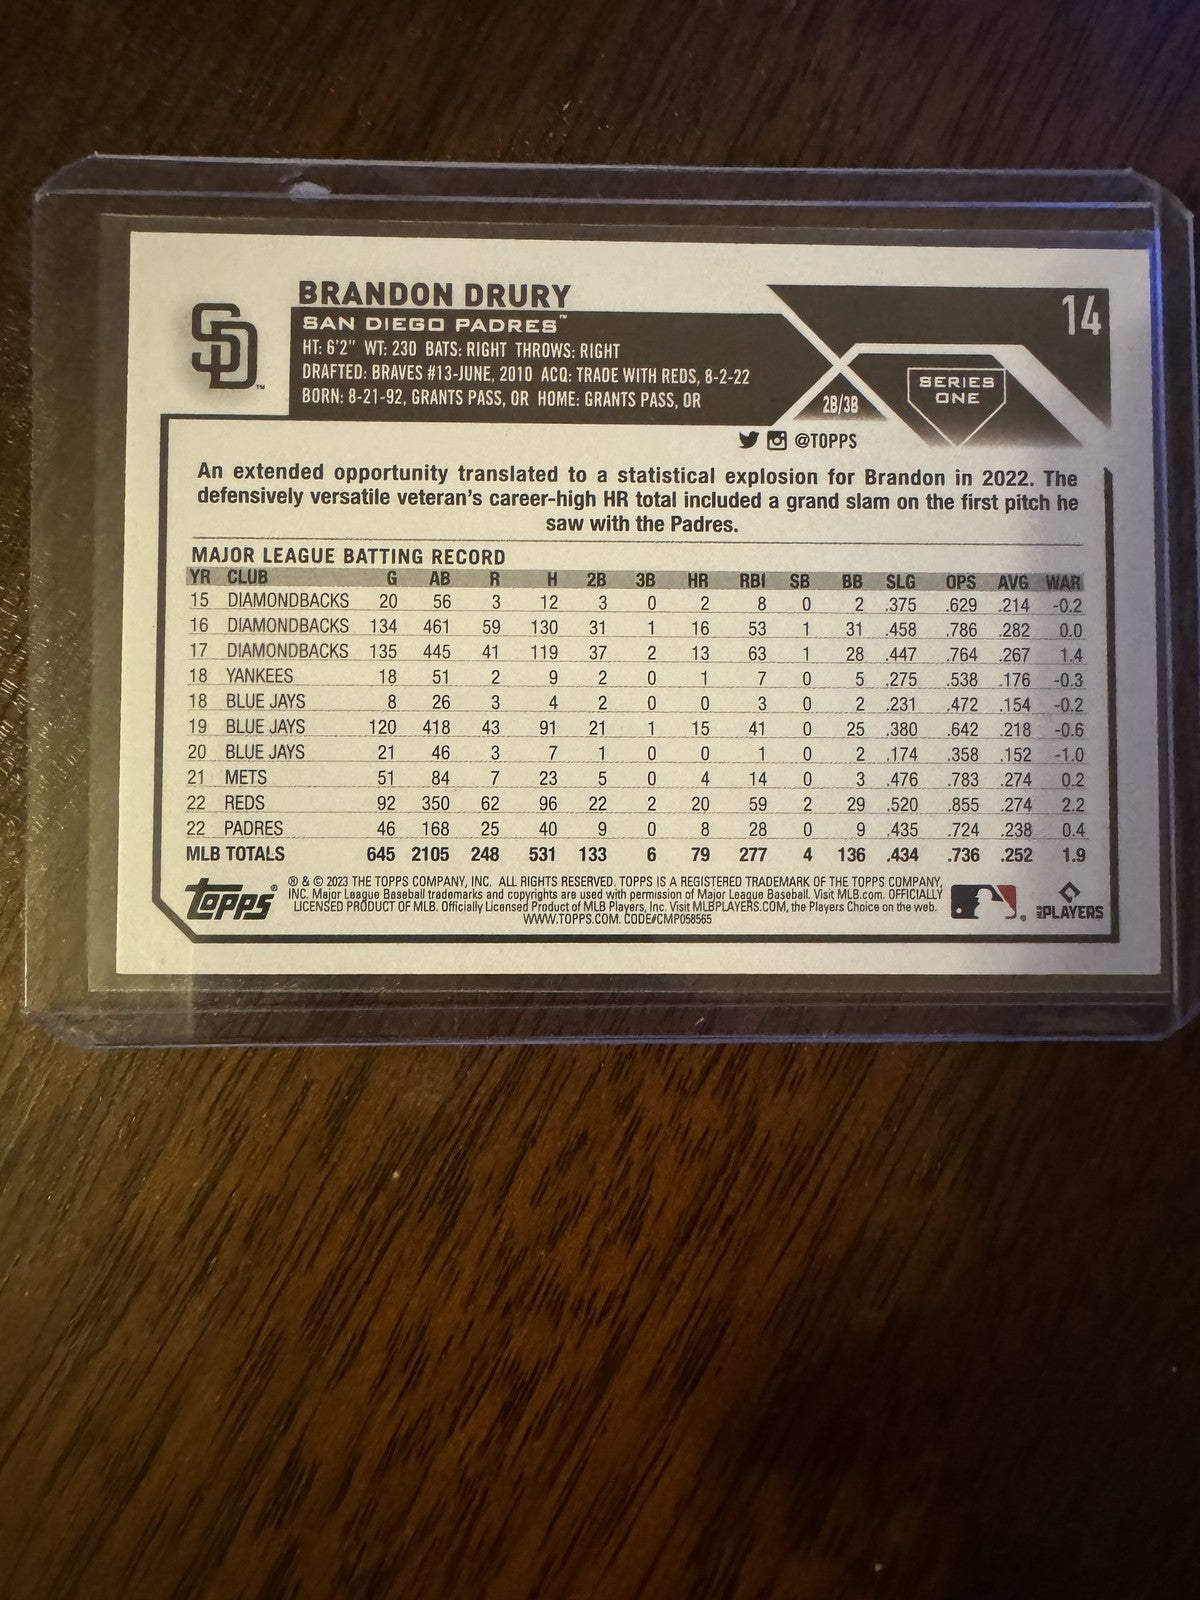 BRANDON DRURY
14
SD™
SAN DIEGO PADRES™
HT: 6'2" WT: 230 BATS: RIGHT THROWS: RIGHT
DRAFTED: BRAVES #13-JUNE, 2010 ACQ: TRADE WITH REDS, 8-2-22
BORN: 8-21-92, GRANTS PASS, OR HOME: GRANTS PASS, OR
2B/3B
SERIES
ONE
@TOPPS
An extended opportunity translated to a statistical explosion for Brandon in 2022. The
defensively versatile veteran's career-high HR total included a grand slam on the first pitch he
saw with the Padres.
MAJOR LEAGUE BATTING RECORD
YR CLUB G AB R H 2B 3B HR RBI SB BB SLG OPS AVG WAR
15 DIAMONDBACKS 20 56 3 12 3 0 2 8 0 2 .375 .629 .214 -0.2
16 DIAMONDBACKS 134 461 59 130 31 1 16 53 1 31 .458 .786 .282 0.0
17 DIAMONDBACKS 135 445 41 119 37 2 13 63 1 28 .447 .764 .267 1.4
18 YANKEES 18 51 2 9 2 0 1 7 0 5 .275 .538 .176 -0.3
18 BLUE JAYS 8 26 3 4 2 0 0 3 0 2 .231 .472 .154 -0.2
19 BLUE JAYS 120 418 43 91 21 1 15 41 0 25 .380 .642 .218 -0.6
20 BLUE JAYS 21 46 3 7 1 0 0 1 0 2 .174 .358 .152 -1.0
21 METS 51 84 7 23 5 0 4 14 0 3 .476 .783 .274 0.2
22 REDS 92 350 62 96 22 2 20 59 2 29 .520 .855 .274 2.2
22 PADRES 46 168 25 40 9 0 8 28 0 9 .435 .724 .238 0.4
MLB TOTALS 645 2105 248 531 133 6 79 277 4 136 .434 .736 .252 1.9
Topps®
® & © 2023 THE TOPPS COMPANY, INC. ALL RIGHTS RESERVED. TOPPS IS A REGISTERED TRADEMARK OF THE TOPPS COMPANY,
INC. Major League Baseball trademarks and copyrights are used with permission of Major League Baseball. Visit MLB.com. OFFICIALLY
LICENSED PRODUCT OF MLB. Officially Licensed Product of MLB Players, Inc. Visit MLBPLAYERS.COM, the Players Choice on the web.
WWW.TOPPS.COM. CODE#CMP058565
MLBPLAYERS